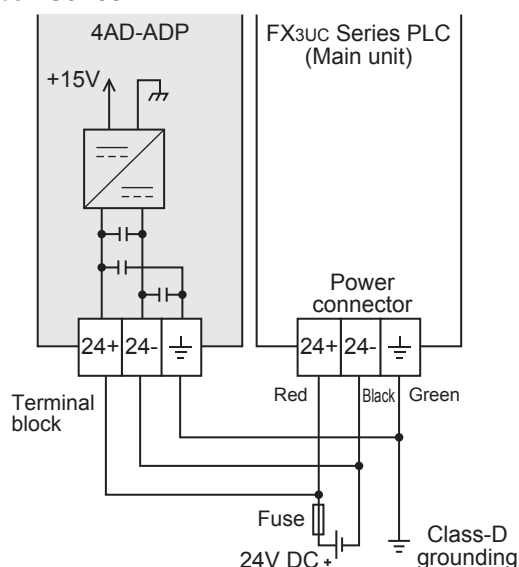 4AD-ADP
FX3UC Series PLC
(Main unit)
+15V
Power
connector
24+ 24-
24+ 24-
Terminal
block
Red Black Green
Fuse
24V DC +
Class-D
grounding